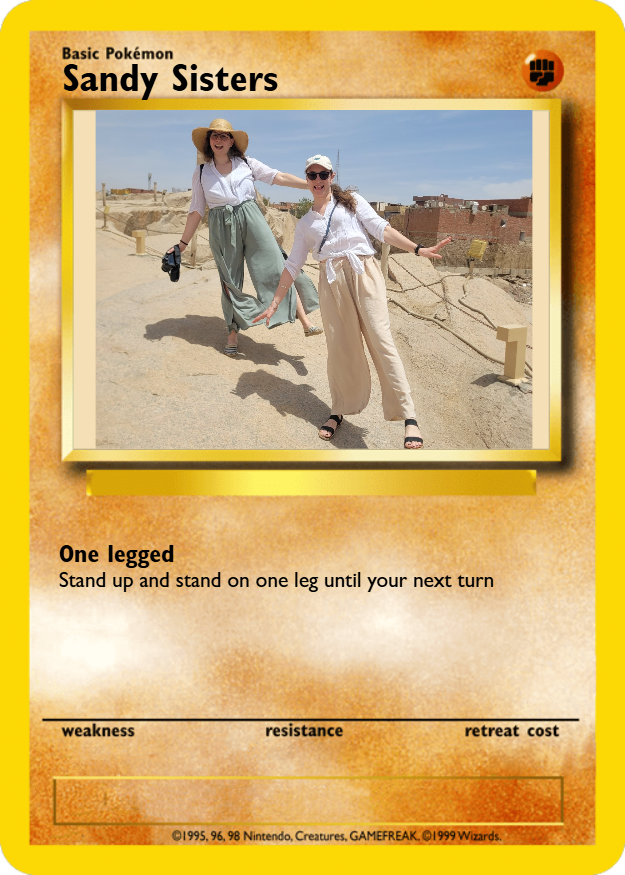 Basic Pokémon
Sandy Sisters
One legged
Stand up and stand on one leg until your next turn
weakness resistance retreat cost
©1995, 96, 98 Nintendo, Creatures, GAMEFREAK. ©1999 Wizards.